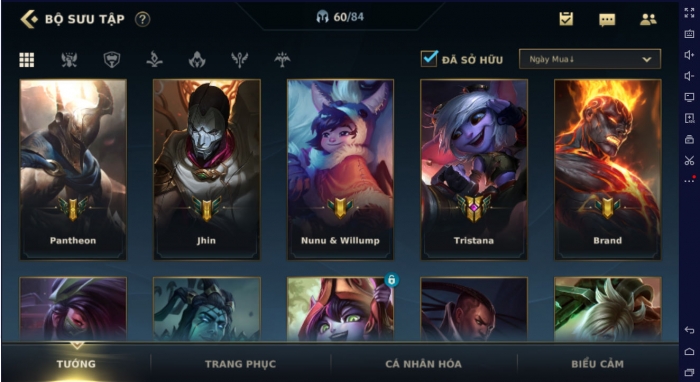 BỘ SƯU TẬP ?
60/84
ĐÃ SỞ HỮU
Ngày Mua↓
Pantheon
Jhin
Nunu & Willump
Tristana
Brand
TƯỚNG
TRANG PHỤC
CÁ NHÂN HÓA
BIỂU CẢM